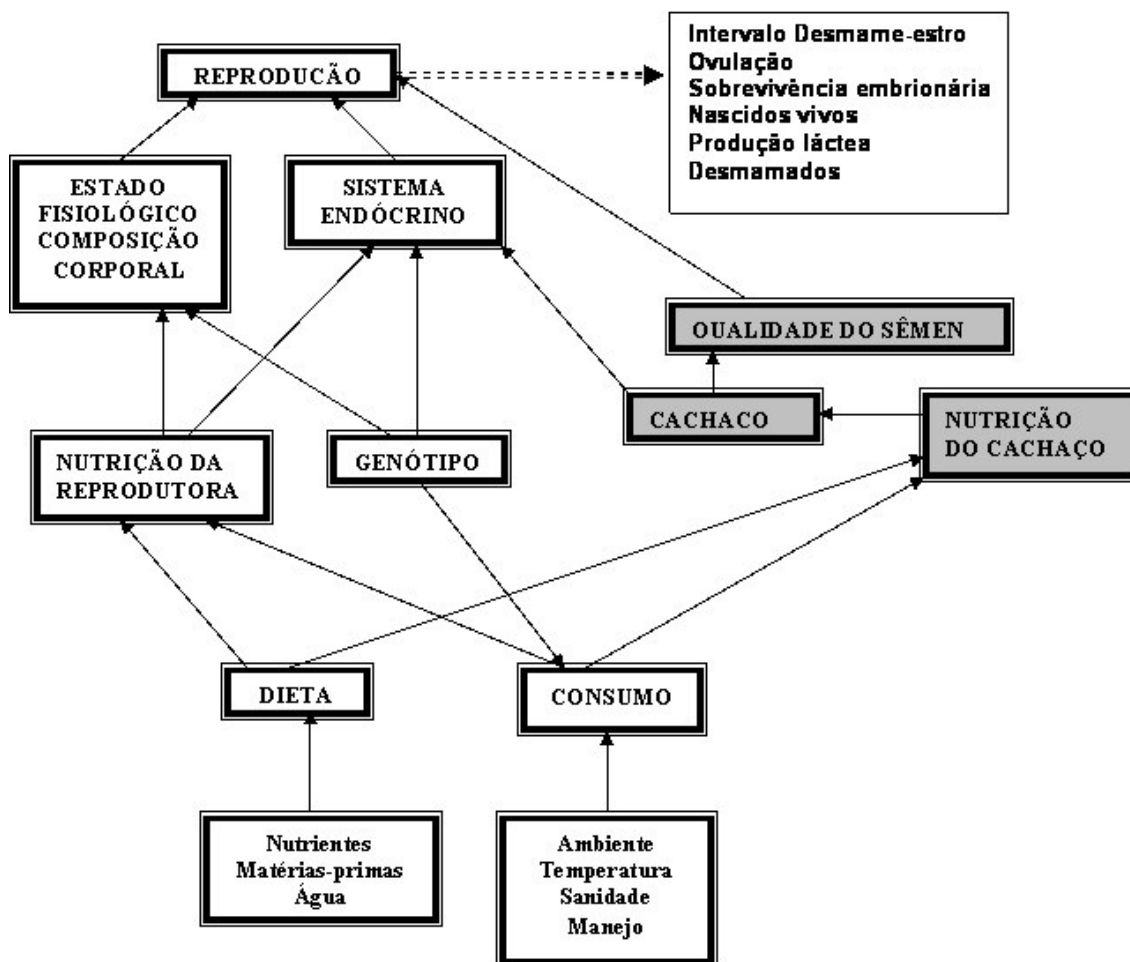 REPRODUCÃO
Intervalo Desmame-estro
Ovulação
Sobrevivência embrionária
Nascidos vivos
Produção láctea
Desmamados
ESTADO
FISIOLÓGICO
COMPOSIÇÃO
CORPORAL
SISTEMA
ENDÓCRINO
OUALIDADE DO SÊMEN
CACHACO
NUTRIÇÃO
DO CACHAÇO
NUTRIÇÃO DA
REPRODUTORA
GENÓTIPO
DIETA
CONSUMO
Nutrientes
Matérias-primas
Água
Ambiente
Temperatura
Sanidade
Manejo